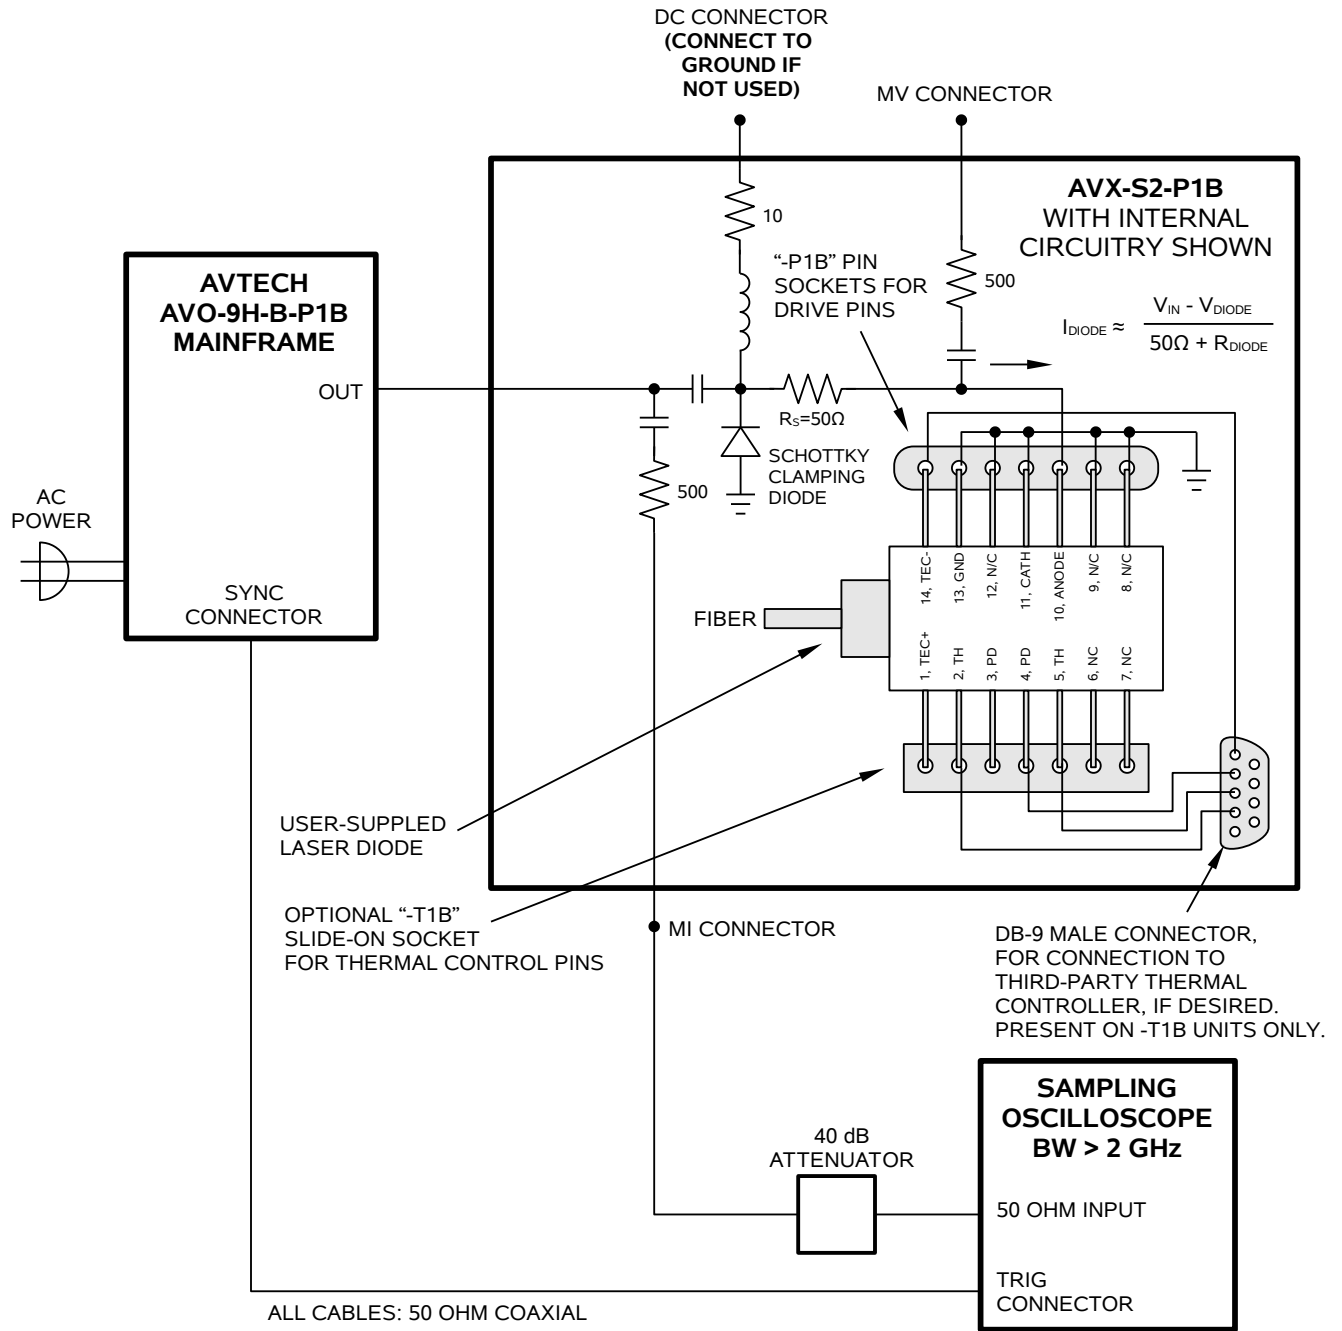 DC CONNECTOR
(CONNECT TO
GROUND IF
NOT USED)
MV CONNECTOR
AVX-S2-P1B
WITH INTERNAL
CIRCUITRY SHOWN
10
"-P1B" PIN
SOCKETS FOR
DRIVE PINS
500
IDIODE ≈ VIN - VDIODE
50Ω + RDIODE
AVTECH
AVO-9H-B-P1B
MAINFRAME
OUT
RS=50Ω
SCHOTTKY
CLAMPING
DIODE
500
AC
POWER
SYNC
CONNECTOR
14, TEC-
13, GND
12, N/C
11, CATH
10, ANODE
9, N/C
8, N/C
FIBER
1, TEC+
2, TH
3, PD
4, PD
5, TH
6, NC
7, NC
USER-SUPPLED
LASER DIODE
OPTIONAL "-T1B"
SLIDE-ON SOCKET
FOR THERMAL CONTROL PINS
MI CONNECTOR
DB-9 MALE CONNECTOR,
FOR CONNECTION TO
THIRD-PARTY THERMAL
CONTROLLER, IF DESIRED.
PRESENT ON -T1B UNITS ONLY.
SAMPLING
OSCILLOSCOPE
BW > 2 GHz
40 dB
ATTENUATOR
50 OHM INPUT
TRIG
CONNECTOR
ALL CABLES: 50 OHM COAXIAL